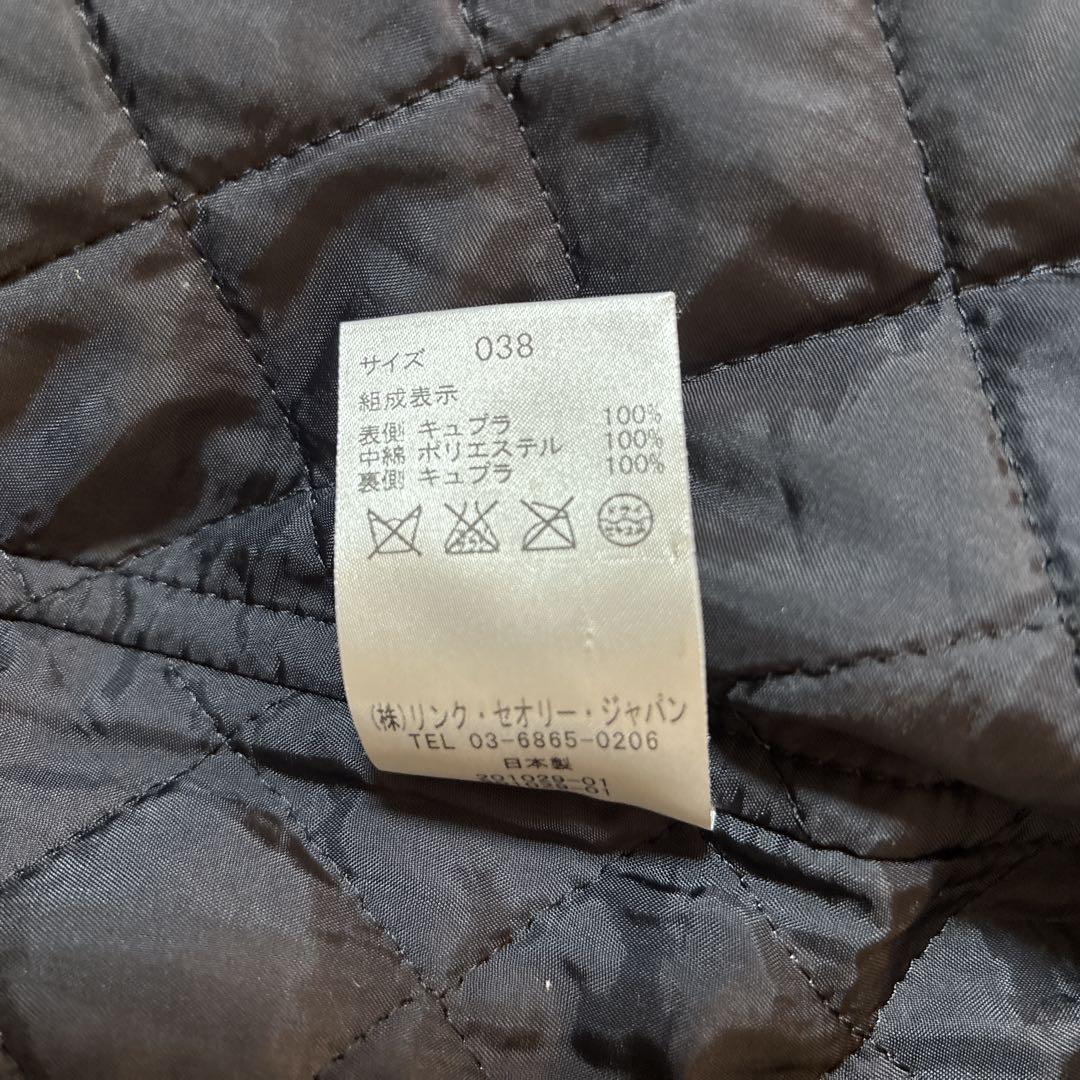 サイズ 038
組成表示
表側 キュプラ 100%
中綿 ポリエステル 100%
裏側 キュプラ 100%
(株)リンク・セオリー・ジャパン
TEL 03-6865-0206
日本製
201029-01